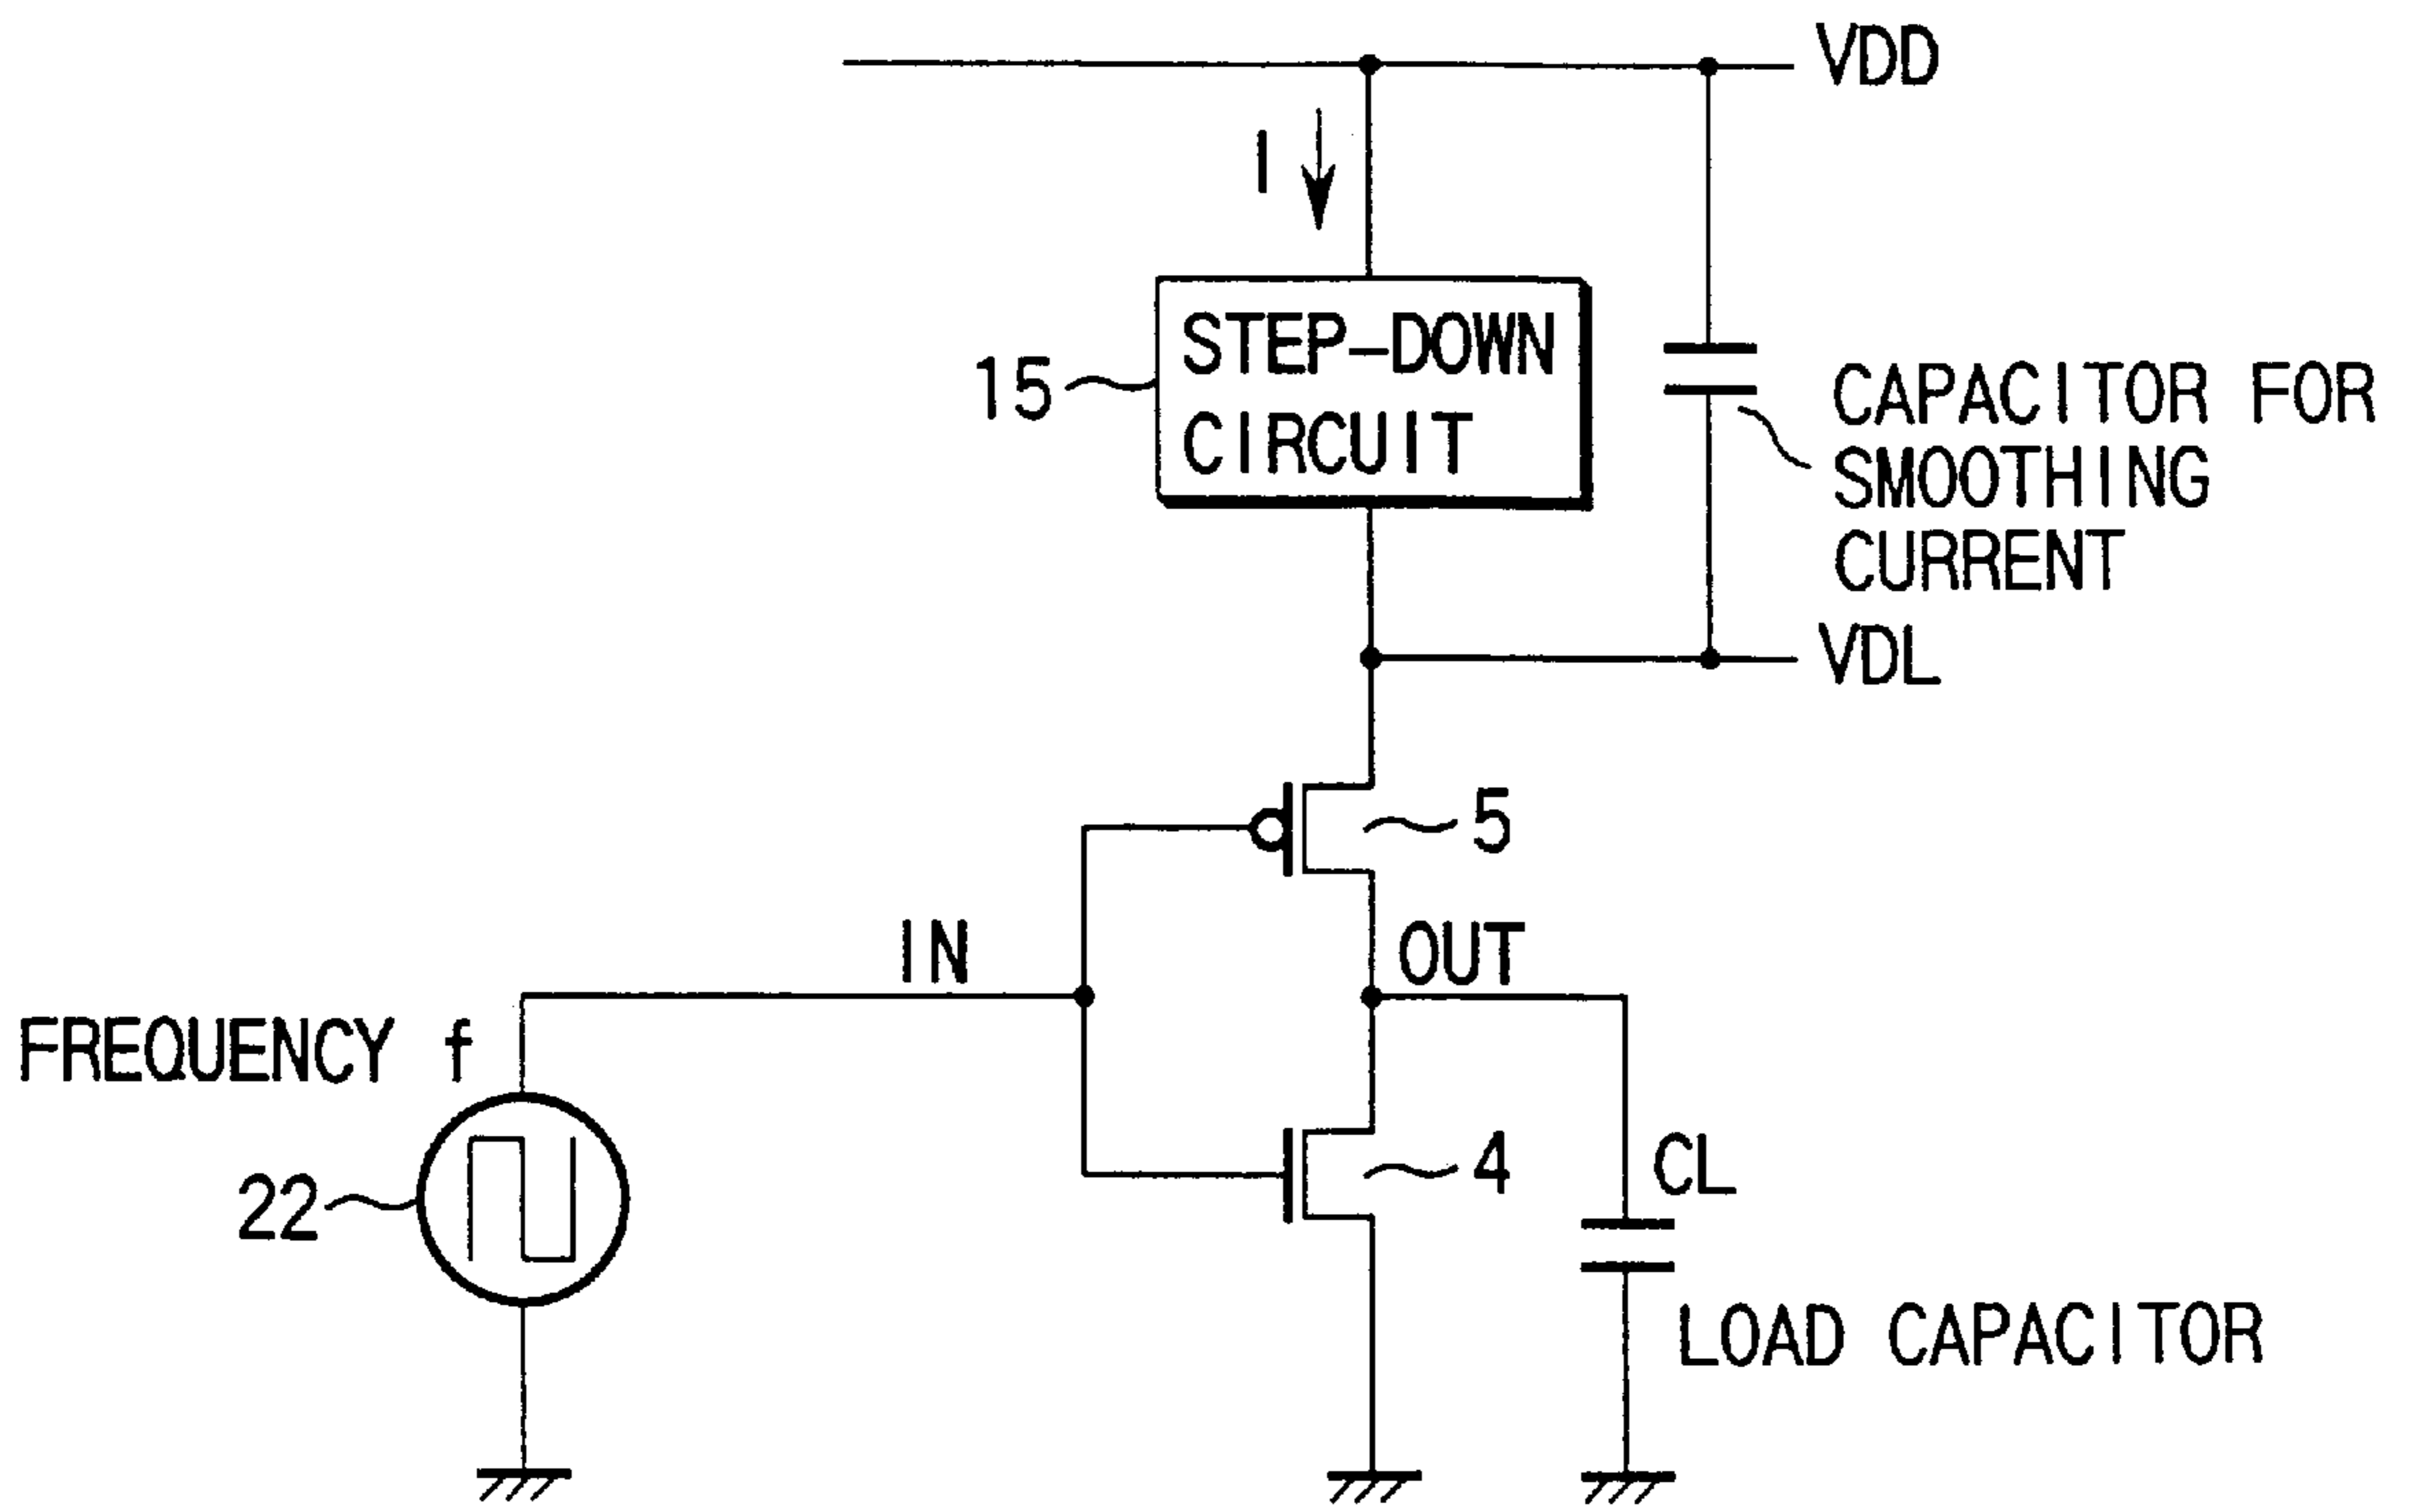 VDD
I
STEP-DOWN
CIRCUIT
15
CAPACITOR FOR
SMOOTHING
CURRENT
VDL
5
IN
OUT
FREQUENCY f
22
4
CL
LOAD CAPACITOR